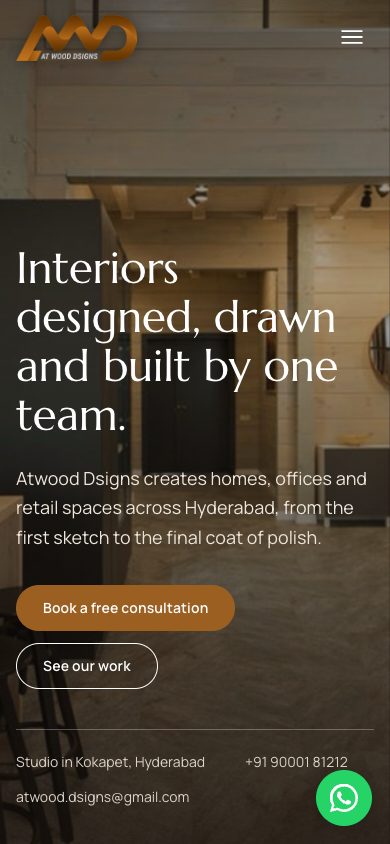 AT WOOD DSIGNS
Interiors
designed, drawn
and built by one
team.
Atwood Dsigns creates homes, offices and
retail spaces across Hyderabad, from the
first sketch to the final coat of polish.
Book a free consultation
See our work
Studio in Kokapet, Hyderabad
+91 90001 81212
atwood.dsigns@gmail.com